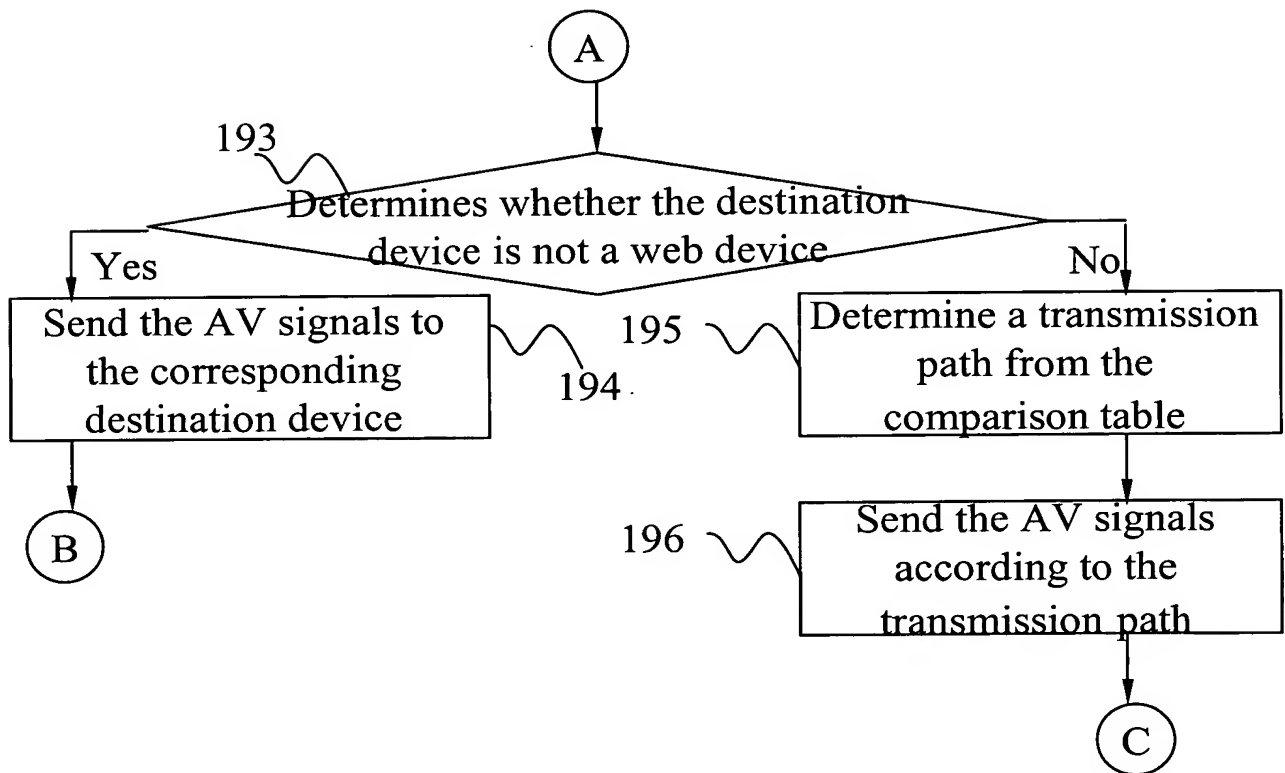 A
193
Determines whether the destination
device is not a web device
Yes
No
Send the AV signals to
the corresponding
destination device
194
195
Determine a transmission
path from the
comparison table
B
196
Send the AV signals
according to the
transmission path
C